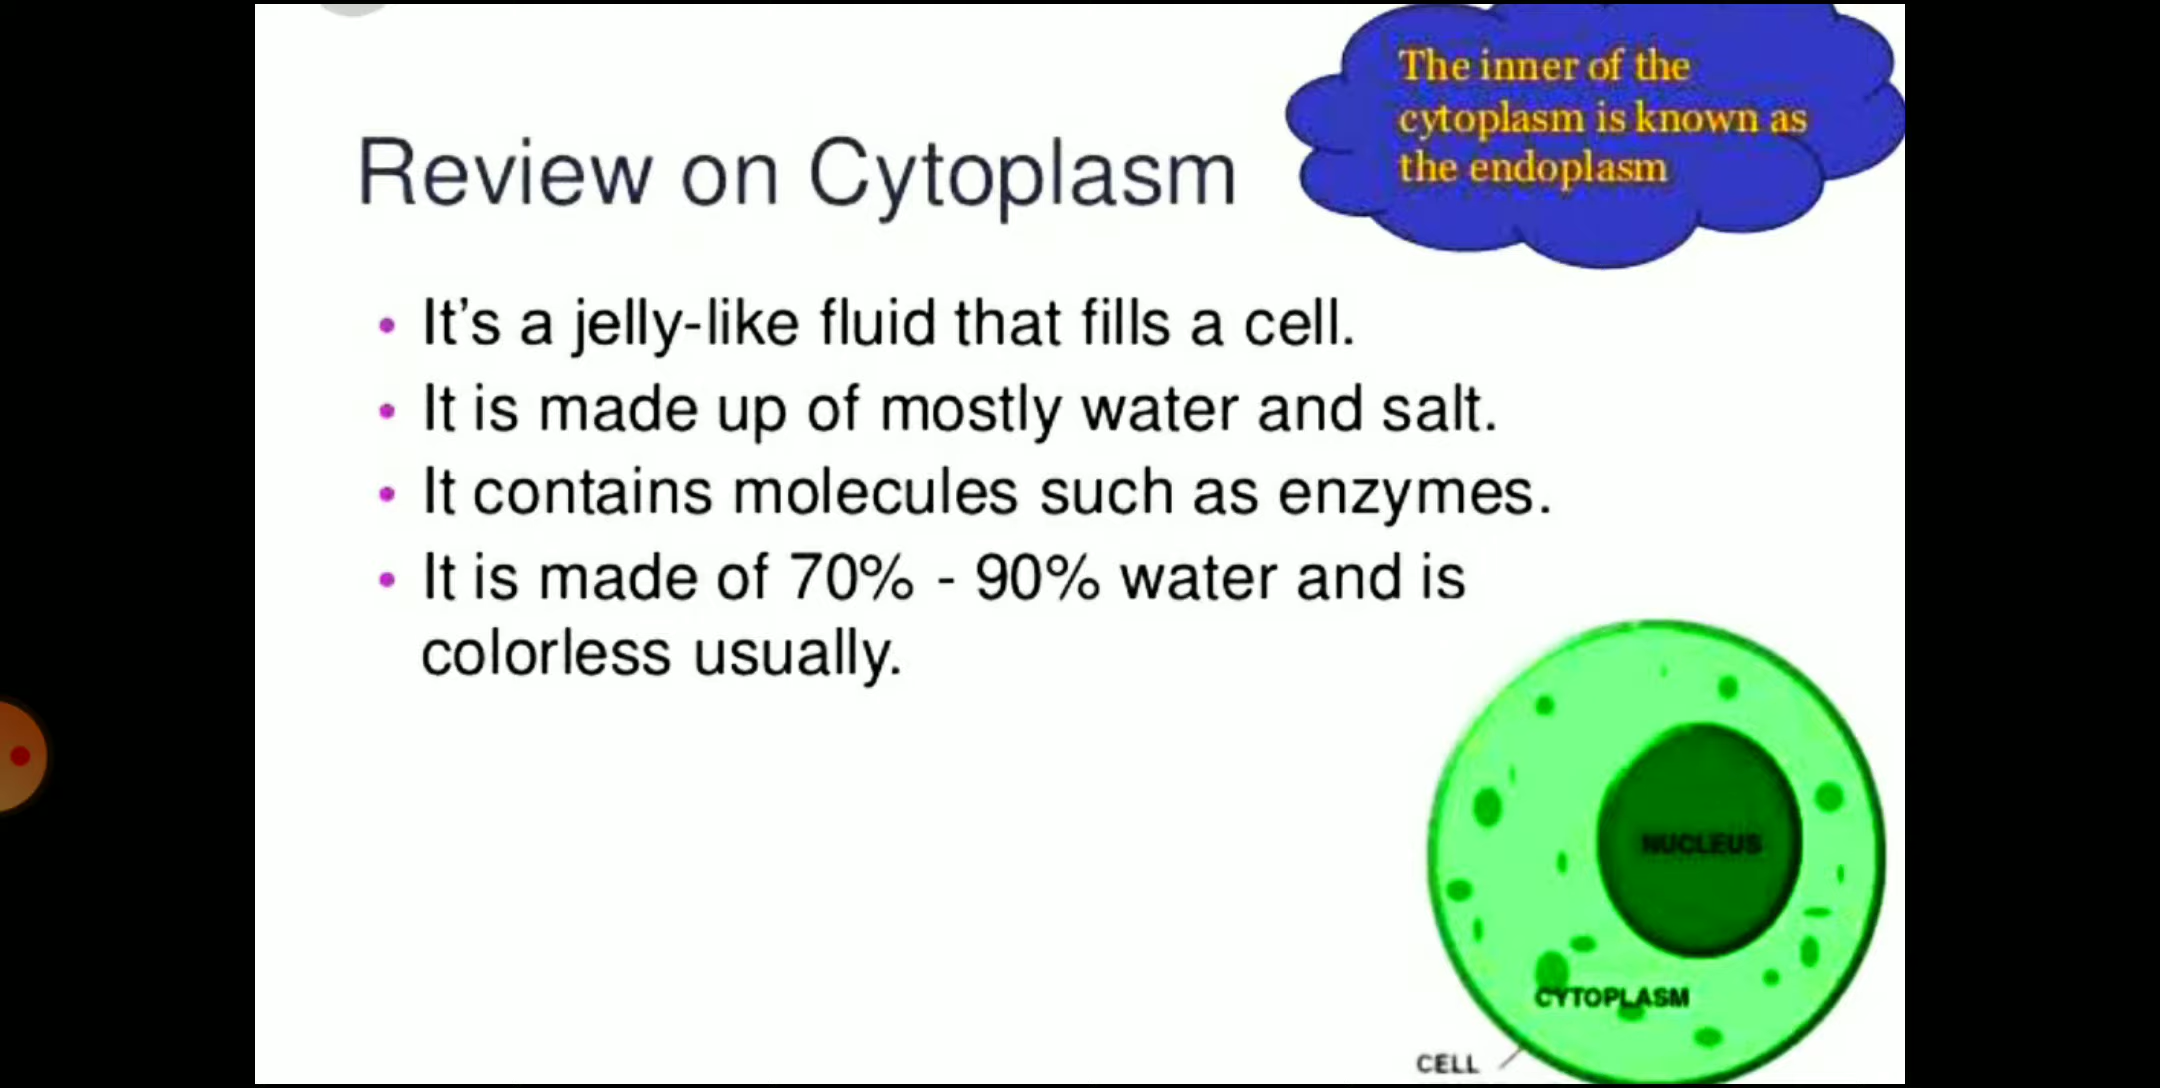 The inner of the
cytoplasm is known as
the endoplasm
Review on Cytoplasm
• It's a jelly-like fluid that fills a cell.
• It is made up of mostly water and salt.
• It contains molecules such as enzymes.
• It is made of 70% - 90% water and is
colorless usually.
NUCLEUS
CYTOPLASM
CELL